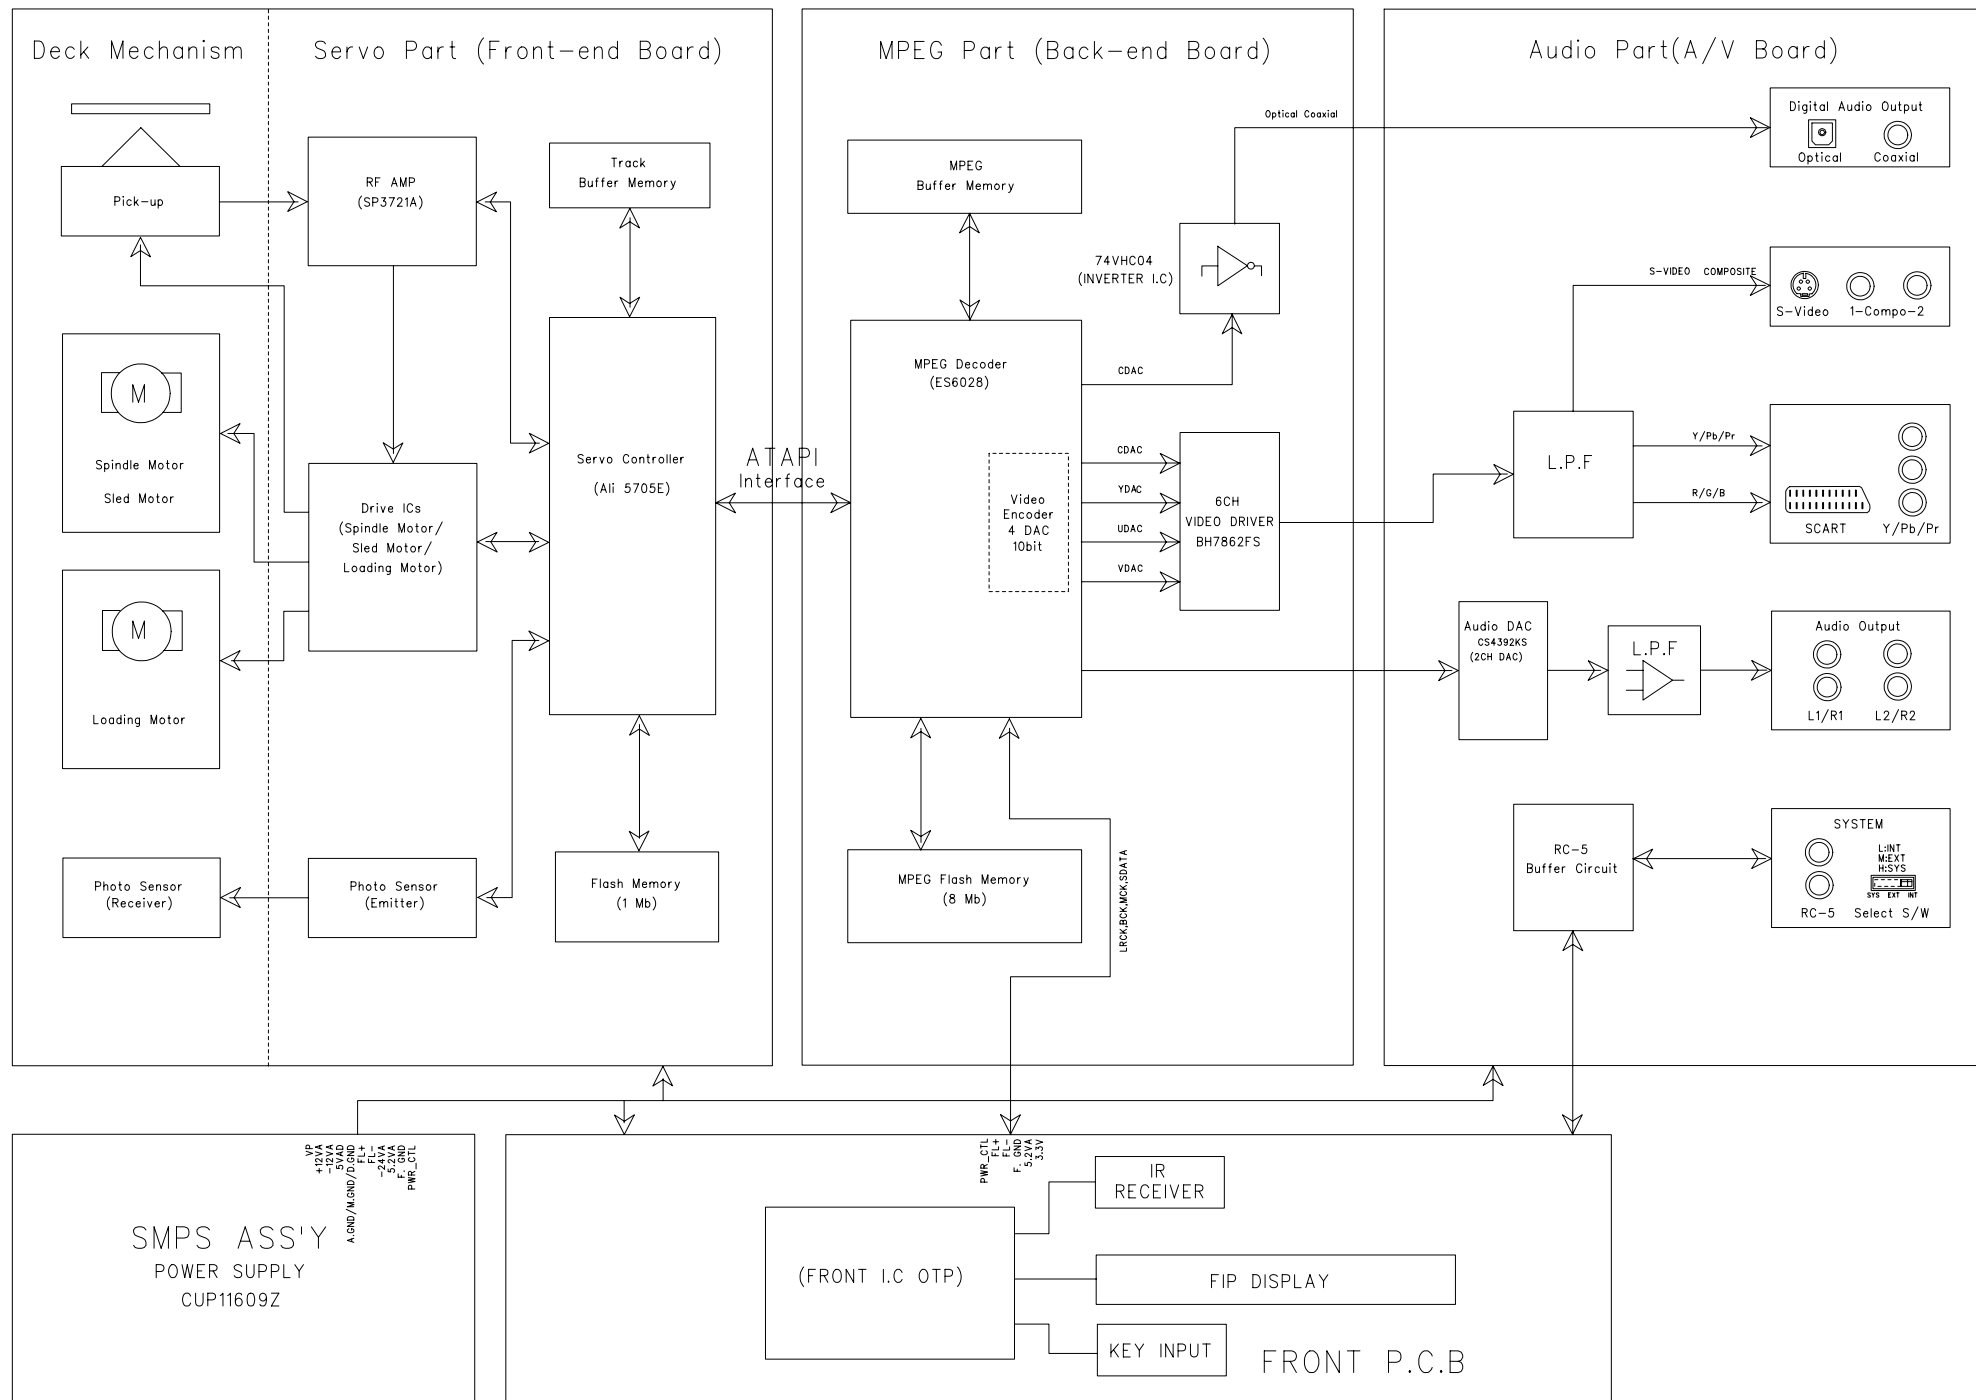 Deck Mechanism
Servo Part (Front-end Board)
MPEG Part (Back-end Board)
Audio Part(A/V Board)
Pick-up
RF AMP
(SP3721A)
Track
Buffer Memory
M
Spindle Motor
Sled Motor
M
Loading Motor
Drive ICs
(Spindle Motor/
Sled Motor/
Loading Motor)
Servo Controller
(Ali 5705E)
Photo Sensor
(Receiver)
Photo Sensor
(Emitter)
Flash Memory
(1 Mb)
ATAPI
Interface
MPEG
Buffer Memory
74VHC04
(INVERTER I.C)
Optical Coaxial
MPEG Decoder
(ES6028)
CDAC
Video
Encoder
4 DAC
10bit
CDAC
YDAC
UDAC
VDAC
6CH
VIDEO DRIVER
BH7862FS
MPEG Flash Memory
(8 Mb)
LRCK,BCK,MCK,SDATA
Digital Audio Output
Optical
Coaxial
S-VIDEO COMPOSITE
S-Video
1-Compo-2
L.P.F
Y/Pb/Pr
R/G/B
SCART
Y/Pb/Pr
Audio DAC
CS4392KS
(2CH DAC)
L.P.F
Audio Output
L1/R1
L2/R2
RC-5
Buffer Circuit
SYSTEM
L:INT
M:EXT
H:SYS
SYS EXT INT
RC-5
Select S/W
VP
+12VA
-12VA
5VAD
A.GND/M.GND/D.GND
FL+
FL-
-24VA
5.2VA
F. GND
PWR_CTL
SMPS ASS'Y
POWER SUPPLY
CUP11609Z
PWR_CTL
FL+
FL-
F. GND
5.2VA
3.3V
IR
RECEIVER
(FRONT I.C OTP)
FIP DISPLAY
KEY INPUT
FRONT P.C.B